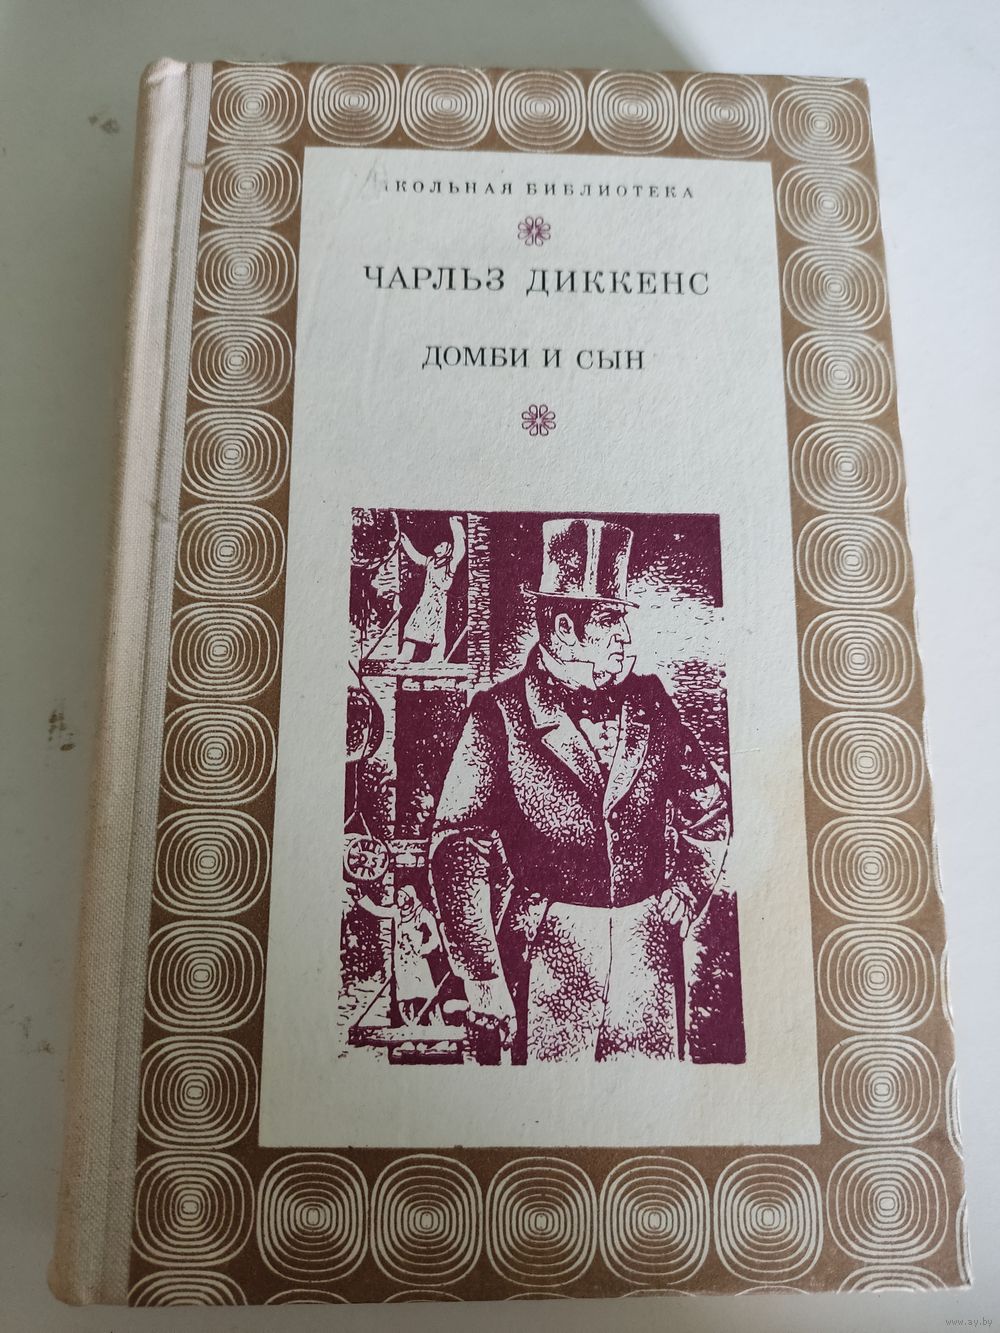 ШКОЛЬНАЯ БИБЛИОТЕКА
ЧАРЛЬЗ ДИККЕНС
ДОМБИ И СЫН
www.ay.by